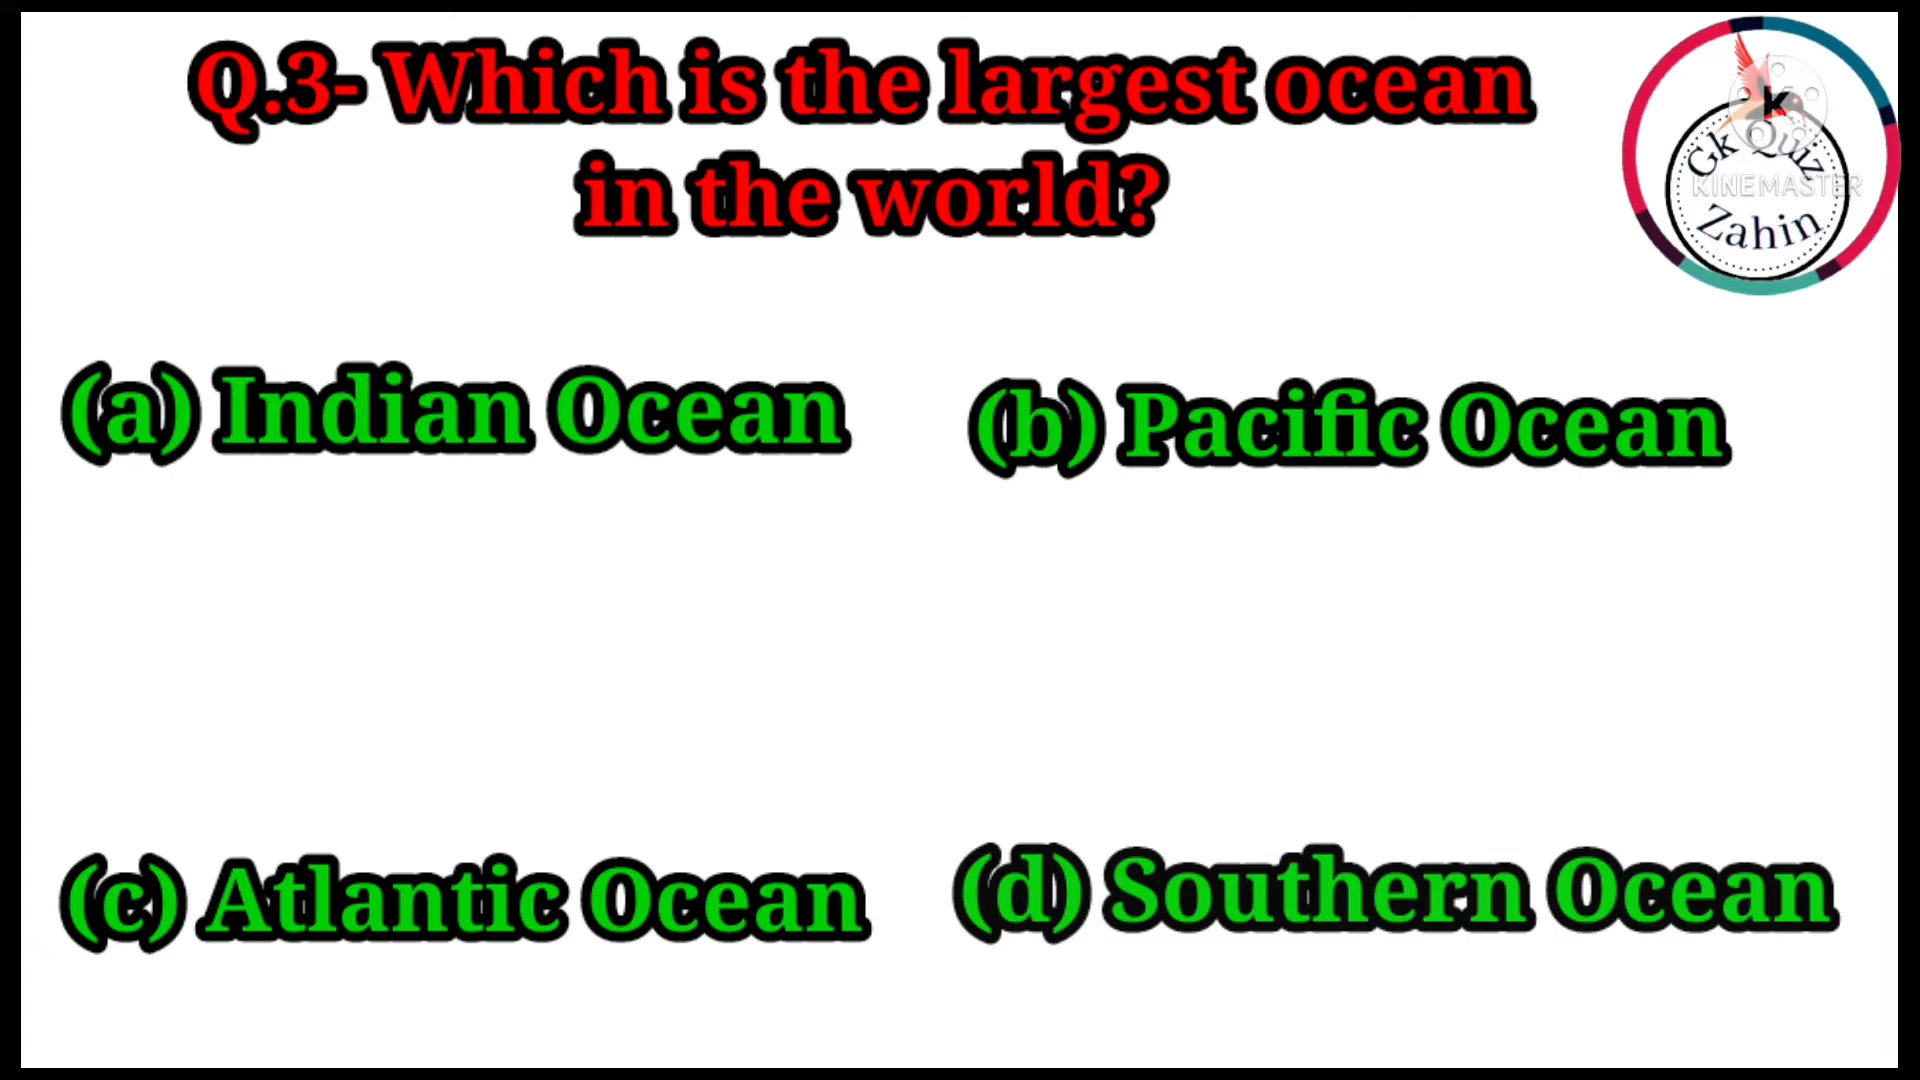 Q.3- Which is the largest ocean
in the world?
Gk Quiz
KINEMASTER
Zahin
(a) Indian Ocean
(b) Pacific Ocean
(c) Atlantic Ocean
(d) Southern Ocean